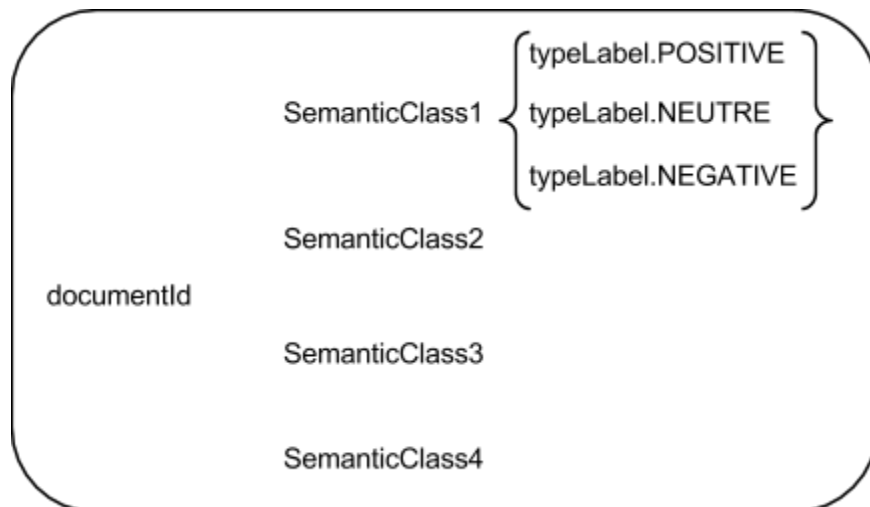 typeLabel.POSITIVE
SemanticClass1
typeLabel.NEUTRE
typeLabel.NEGATIVE
SemanticClass2
documentId
SemanticClass3
SemanticClass4